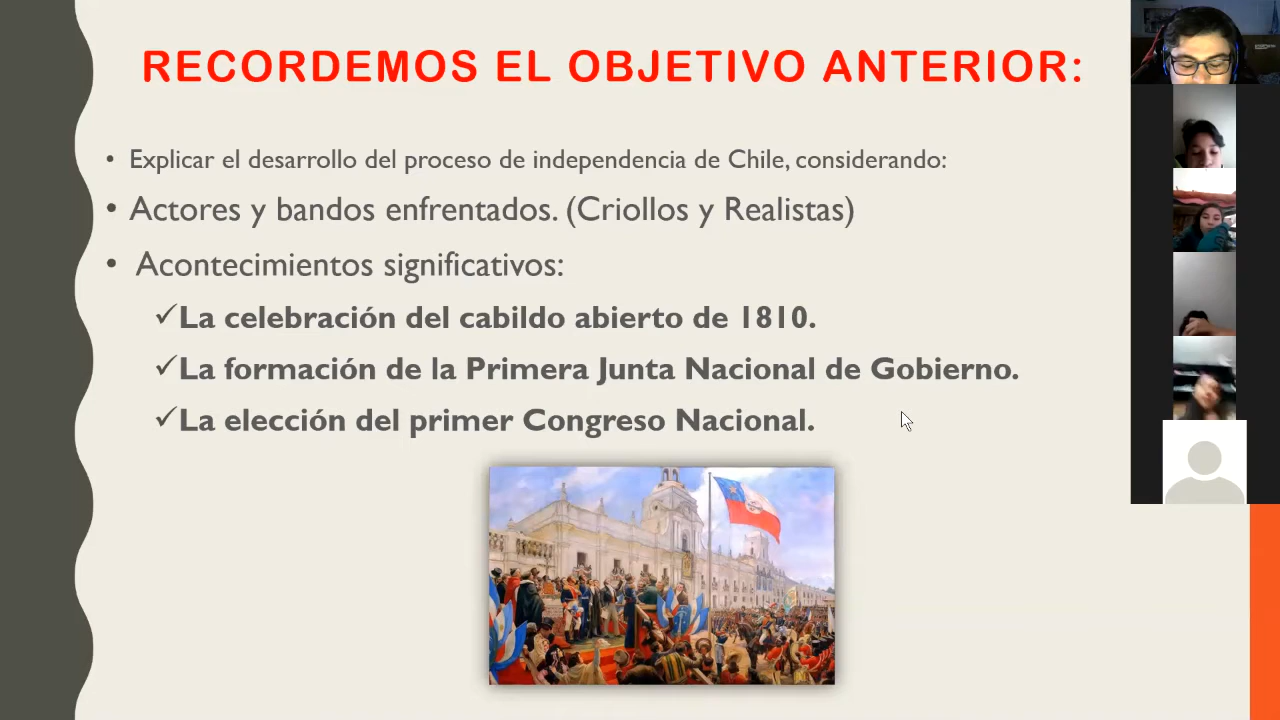 RECORDEMOS EL OBJETIVO ANTERIOR:
• Explicar el desarrollo del proceso de independencia de Chile, considerando:
• Actores y bandos enfrentados. (Criollos y Realistas)
• Acontecimientos significativos:
✓La celebración del cabildo abierto de 1810.
✓La formación de la Primera Junta Nacional de Gobierno.
✓La elección del primer Congreso Nacional.